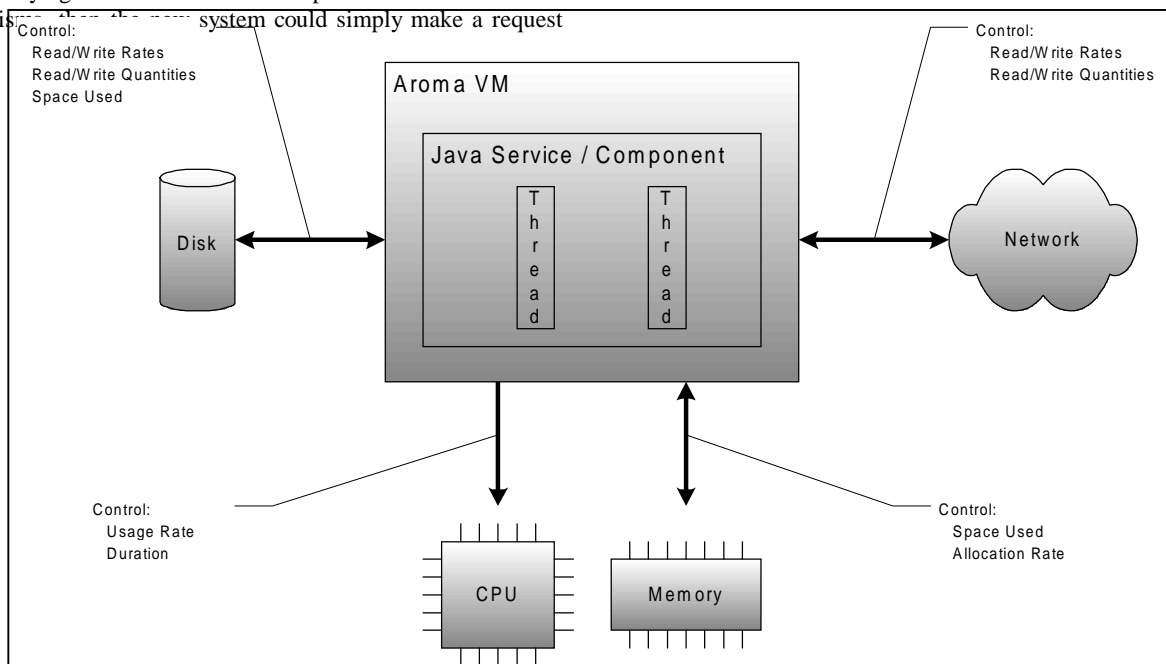 system could simply make a request
Control:
Read/Write Rates
Read/Write Quantities
Space Used
Control:
Read/Write Rates
Read/Write Quantities
Aroma VM
Java Service / Component
Thread
Thread
Disk
Network
Control:
Usage Rate
Duration
Control:
Space Used
Allocation Rate
CPU
Memory